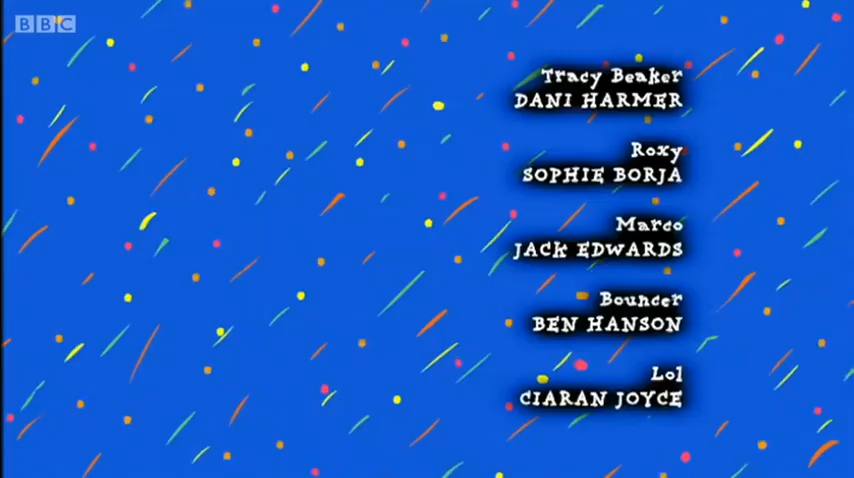 BBC
Tracy Beaker
DANI HARMER
Roxy
SOPHIE BORJA
Marco
JACK EDWARDS
Bouncer
BEN HANSON
Lol
CIARAN JOYCE